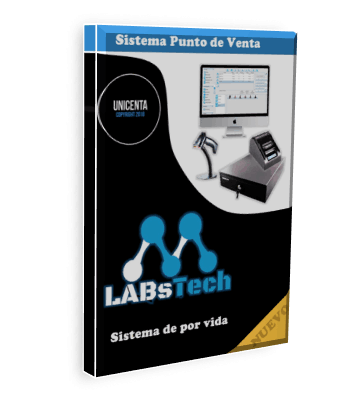 Sistema Punto de Venta
UNICENTA
COPYRIGHT 2018
LABsTech
Sistema de por vida
NUEVO